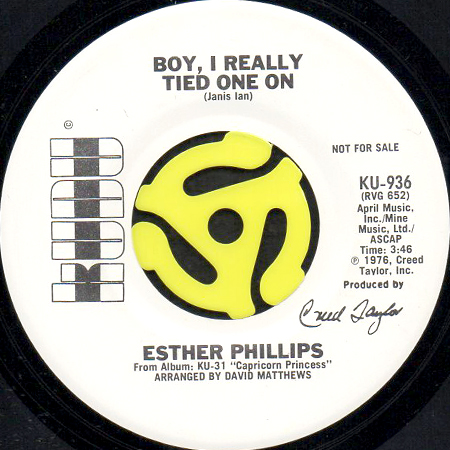 BOY, I REALLY
TIED ONE ON
(Janis Ian)
©
KUDU
NOT FOR SALE
KU-936
(RVG 652)
April Music,
Inc./Mine
Music, Ltd./
ASCAP
Time: 3:46
℗ 1976, Creed
Taylor, Inc.
Produced by
Creed Taylor
ESTHER PHILLIPS
From Album: KU-31 "Capricorn Princess"
ARRANGED BY DAVID MATTHEWS